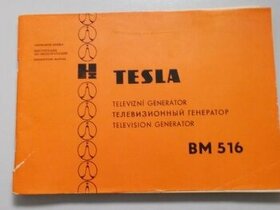 TESLA
TELEVIZNÍ GENERÁTOR
ТЕЛЕВИЗИОННЫЙ ГЕНЕРАТОР
TELEVISION GENERATOR
BM 516